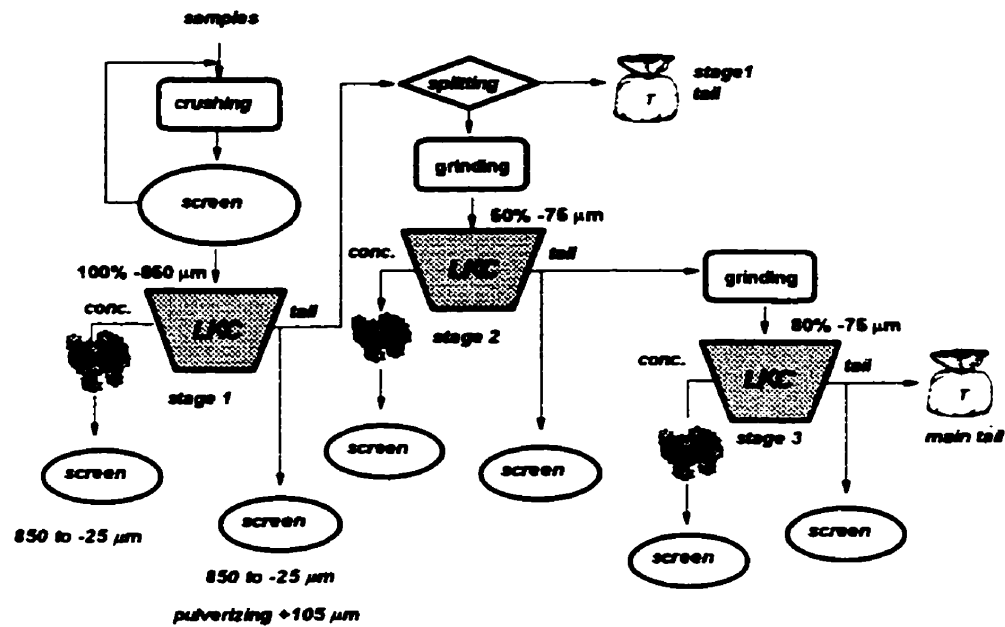 samples
crushing
screen
100% -850 μm
conc.
LKC
tail
stage 1
screen
850 to -25 μm
screen
850 to -25 μm
pulverizing +105 μm
splitting
T
stage1
tail
grinding
-75 μm
conc.
LKC
tail
stage 2
screen
screen
grinding
80% -75 μm
conc.
LKC
tail
stage 3
T
main tail
screen
screen